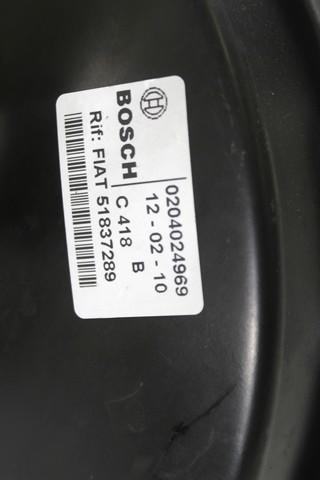 BOSCH
0204024969
12 - 02 - 10
C 418 B
Rif: FIAT 51837289